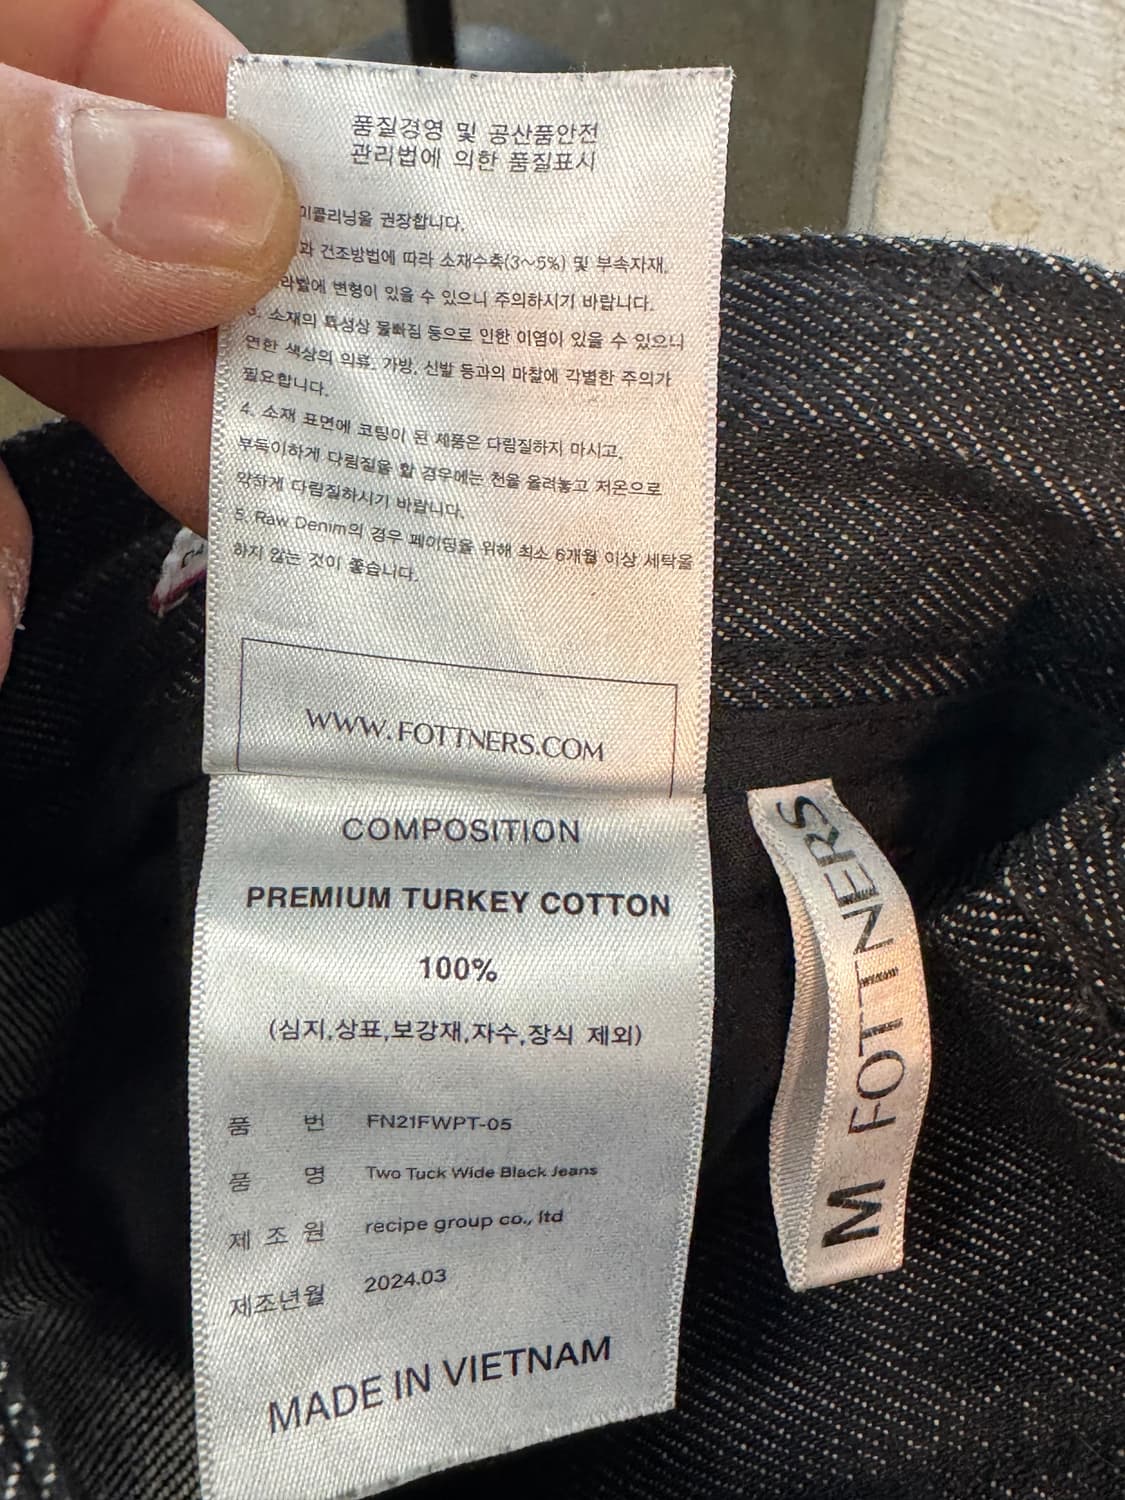 품질경영 및 공산품안전
관리법에 의한 품질표시
권장합니다.
과 건조방법에 따라 소재수축(3~5%) 및 부속자재,
변형이 있을 수 있으니 주의하시기 바랍니다.
3. 소재의 특성상 물빠짐 등으로 인한 이염이 있을 수 있으니
연한 색상의 의류, 가방, 신발 등과의 마찰에 각별한 주의가
필요합니다.
4. 소재 표면에 코팅이 된 제품은 다림질하지 마시고,
부득이하게 다림질을 할 경우에는 천을 올려놓고 저온으로
약하게 다림질하시기 바랍니다.
5. Raw Denim의 경우 페이딩을 위해 최소 6개월 이상 세탁을
하지 않는 것이 좋습니다.
WWW.FOTTNERS.COM
COMPOSITION
PREMIUM TURKEY COTTON
100%
(심지,상표,보강재,자수,장식 제외)
품 번 FN21FWPT-05
품 명 Two Tuck Wide Black Jeans
제 조 원 recipe group co., ltd
제조년월 2024.03
MADE IN VIETNAM
M FOTTNERS